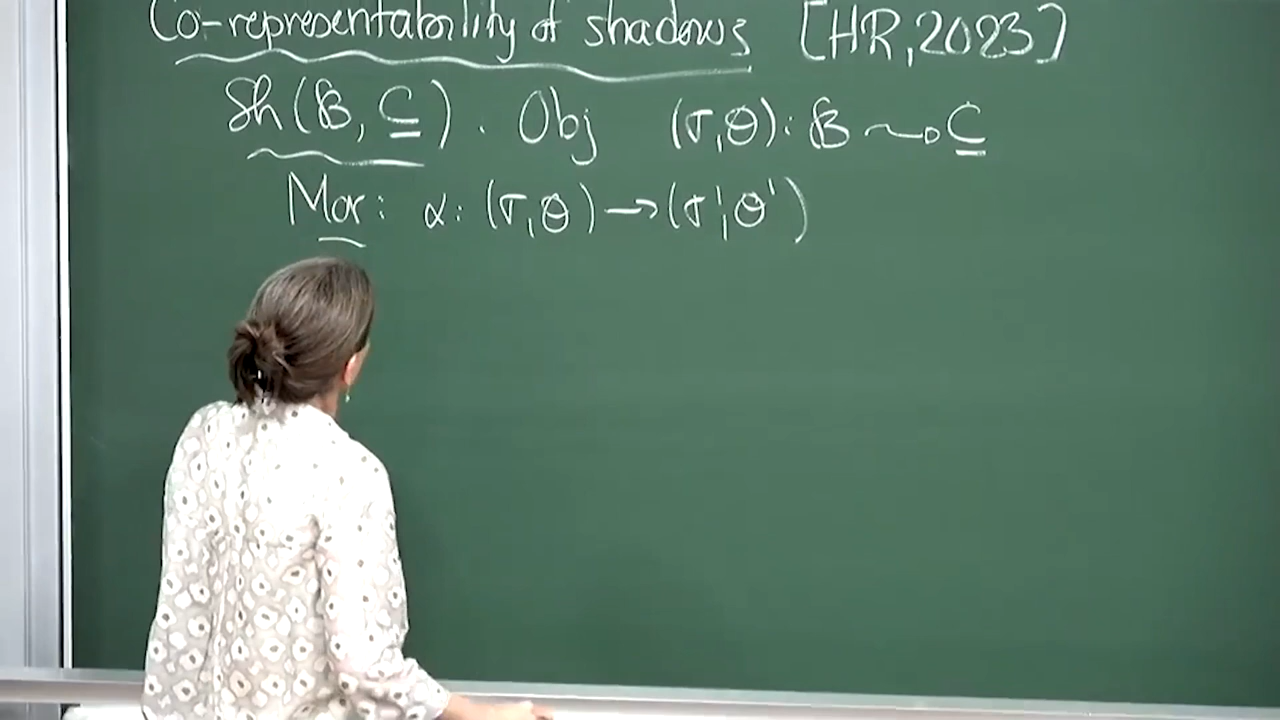 Co-representability of shadows [HR, 2023]
Sh(𝔹, C̲). Obj (σ,θ): 𝔹 ⇝ C̲
Mor: α: (σ,θ) → (σ',θ')